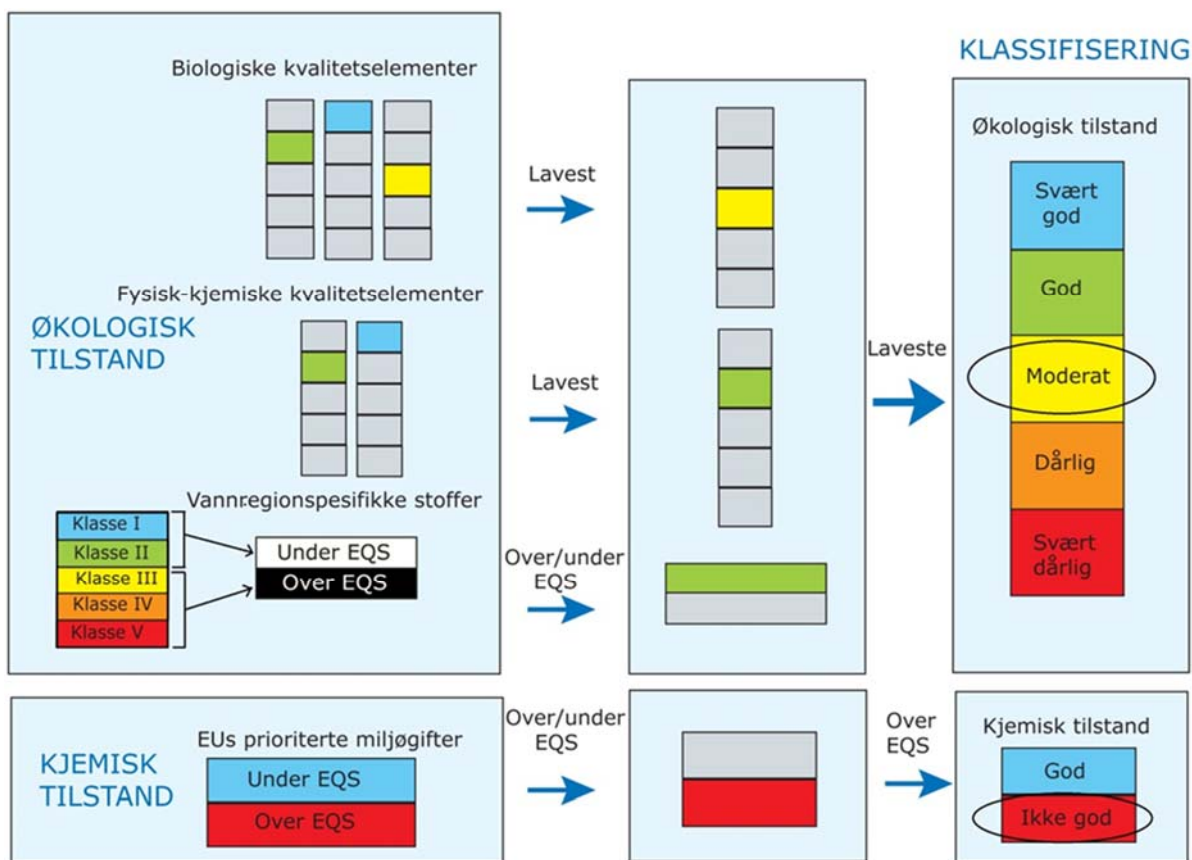 KLASSIFISERING
Biologiske kvalitetselementer
Lavest
Økologisk tilstand
Svært
god
God
Moderat
Dårlig
Svært
dårlig
Fysisk-kjemiske kvalitetselementer
ØKOLOGISK
TILSTAND
Lavest
Laveste
Vannregionspesifikke stoffer
Klasse I
Klasse II
Klasse III
Klasse IV
Klasse V
Under EQS
Over EQS
Over/under
EQS
KJEMISK
TILSTAND
EUs prioriterte miljøgifter
Under EQS
Over EQS
Over/under
EQS
Over
EQS
Kjemisk tilstand
God
Ikke god